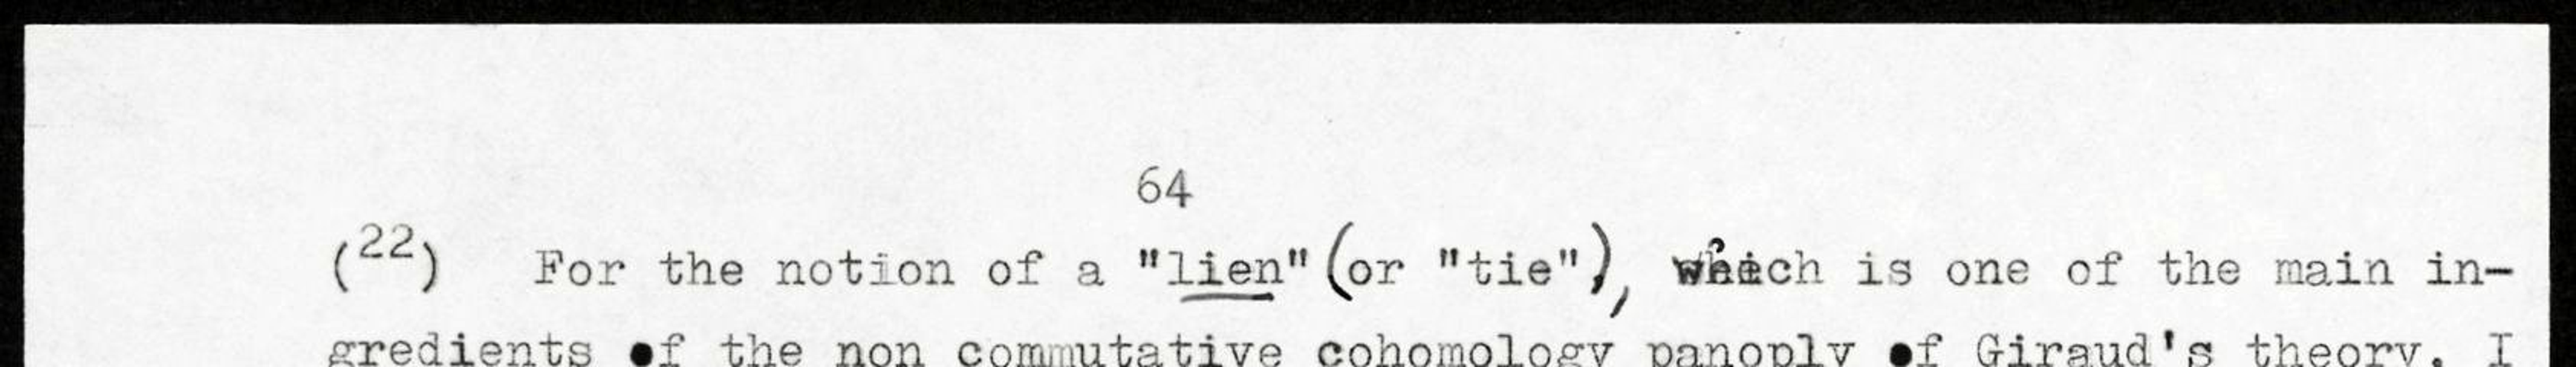 64
(22) For the notion of a "lien" (or "tie"), which is one of the main in-
gredients of the non commutative cohomology panoply of Giraud's theory. I